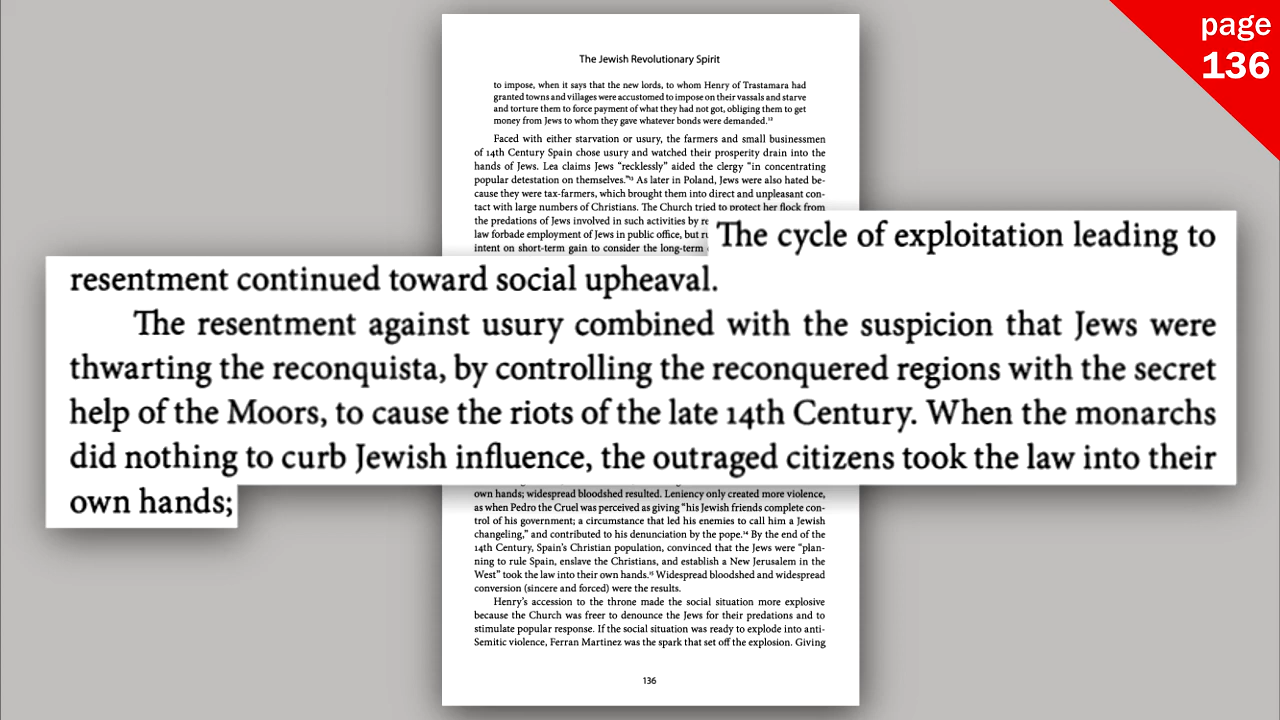 page
136
The Jewish Revolutionary Spirit
to impose, when it says that the new lords, to whom Henry of Trastamara had
granted towns and villages were accustomed to impose on their vassals and starve
and torture them to force payment of what they had not got, obliging them to get
money from Jews to whom they gave whatever bonds were demanded.¹²
Faced with either starvation or usury, the farmers and small businessmen
of 14th Century Spain chose usury and watched their prosperity drain into the
hands of Jews. Lea claims Jews “recklessly” aided the clergy “in concentrating
popular detestation on themselves.”¹³ As later in Poland, Jews were also hated be-
cause they were tax-farmers, which brought them into direct and unpleasant con-
tact with large numbers of Christians. The Church tried to protect her flock from
the predations of Jews involved in such activities by re
law forbade employment of Jews in public office, but ru
intent on short-term gain to consider the long-term
The cycle of exploitation leading to
resentment continued toward social upheaval.
The resentment against usury combined with the suspicion that Jews were
thwarting the reconquista, by controlling the reconquered regions with the secret
help of the Moors, to cause the riots of the late 14th Century. When the monarchs
did nothing to curb Jewish influence, the outraged citizens took the law into their
own hands;
own hands; widespread bloodshed resulted. Leniency only created more violence,
as when Pedro the Cruel was perceived as giving “his Jewish friends complete con-
trol of his government; a circumstance that led his enemies to call him a Jewish
changeling,” and contributed to his denunciation by the pope.¹⁴ By the end of the
14th Century, Spain’s Christian population, convinced that the Jews were “plan-
ning to rule Spain, enslave the Christians, and establish a New Jerusalem in the
West” took the law into their own hands.¹⁵ Widespread bloodshed and widespread
conversion (sincere and forced) were the results.
Henry’s accession to the throne made the social situation more explosive
because the Church was freer to denounce the Jews for their predations and to
stimulate popular response. If the social situation was ready to explode into anti-
Semitic violence, Ferran Martinez was the spark that set off the explosion. Giving
136